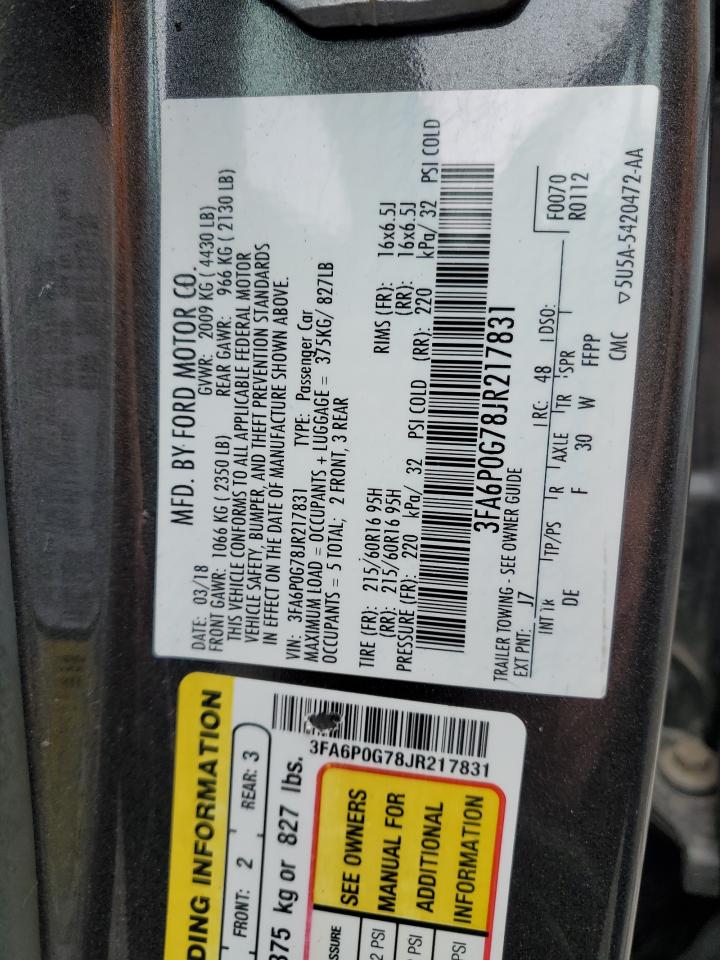 MFD. BY FORD MOTOR CO.
DATE: 03/18 GVWR: 2009 KG ( 4430 LB)
FRONT GAWR: 1066 KG ( 2350 LB) REAR GAWR: 966 KG ( 2130 LB)
THIS VEHICLE CONFORMS TO ALL APPLICABLE FEDERAL MOTOR
VEHICLE SAFETY, BUMPER, AND THEFT PREVENTION STANDARDS
IN EFFECT ON THE DATE OF MANUFACTURE SHOWN ABOVE.
VIN: 3FA6P0G78JR217831 TYPE: Passenger Car
MAXIMUM LOAD = OCCUPANTS + LUGGAGE = 375KG/ 827LB
OCCUPANTS = 5 TOTAL; 2 FRONT, 3 REAR
TIRE (FR): 215/60R16 95H RIMS (FR): 16x6.5J
(RR): 215/60R16 95H (RR): 16x6.5J
PRESSURE (FR): 220 kPa/ 32 PSI COLD (RR): 220 kPa/ 32 PSI COLD
3FA6P0G78JR217831
TRAILER TOWING - SEE OWNER GUIDE
EXT PNT: J7 RC: 48 DSO: F0070
R0112
INT TR TP/PS R AXLE TR SPR
DE F 30 W FFPP
CMC ▽5U5A-5420472-AA
DING INFORMATION
FRONT: 2 REAR: 3
375 kg or 827 lbs.
3FA6P0G78JR217831
SEE OWNERS
MANUAL FOR
ADDITIONAL
INFORMATION
SSURE
2 PSI
PSI
PSI